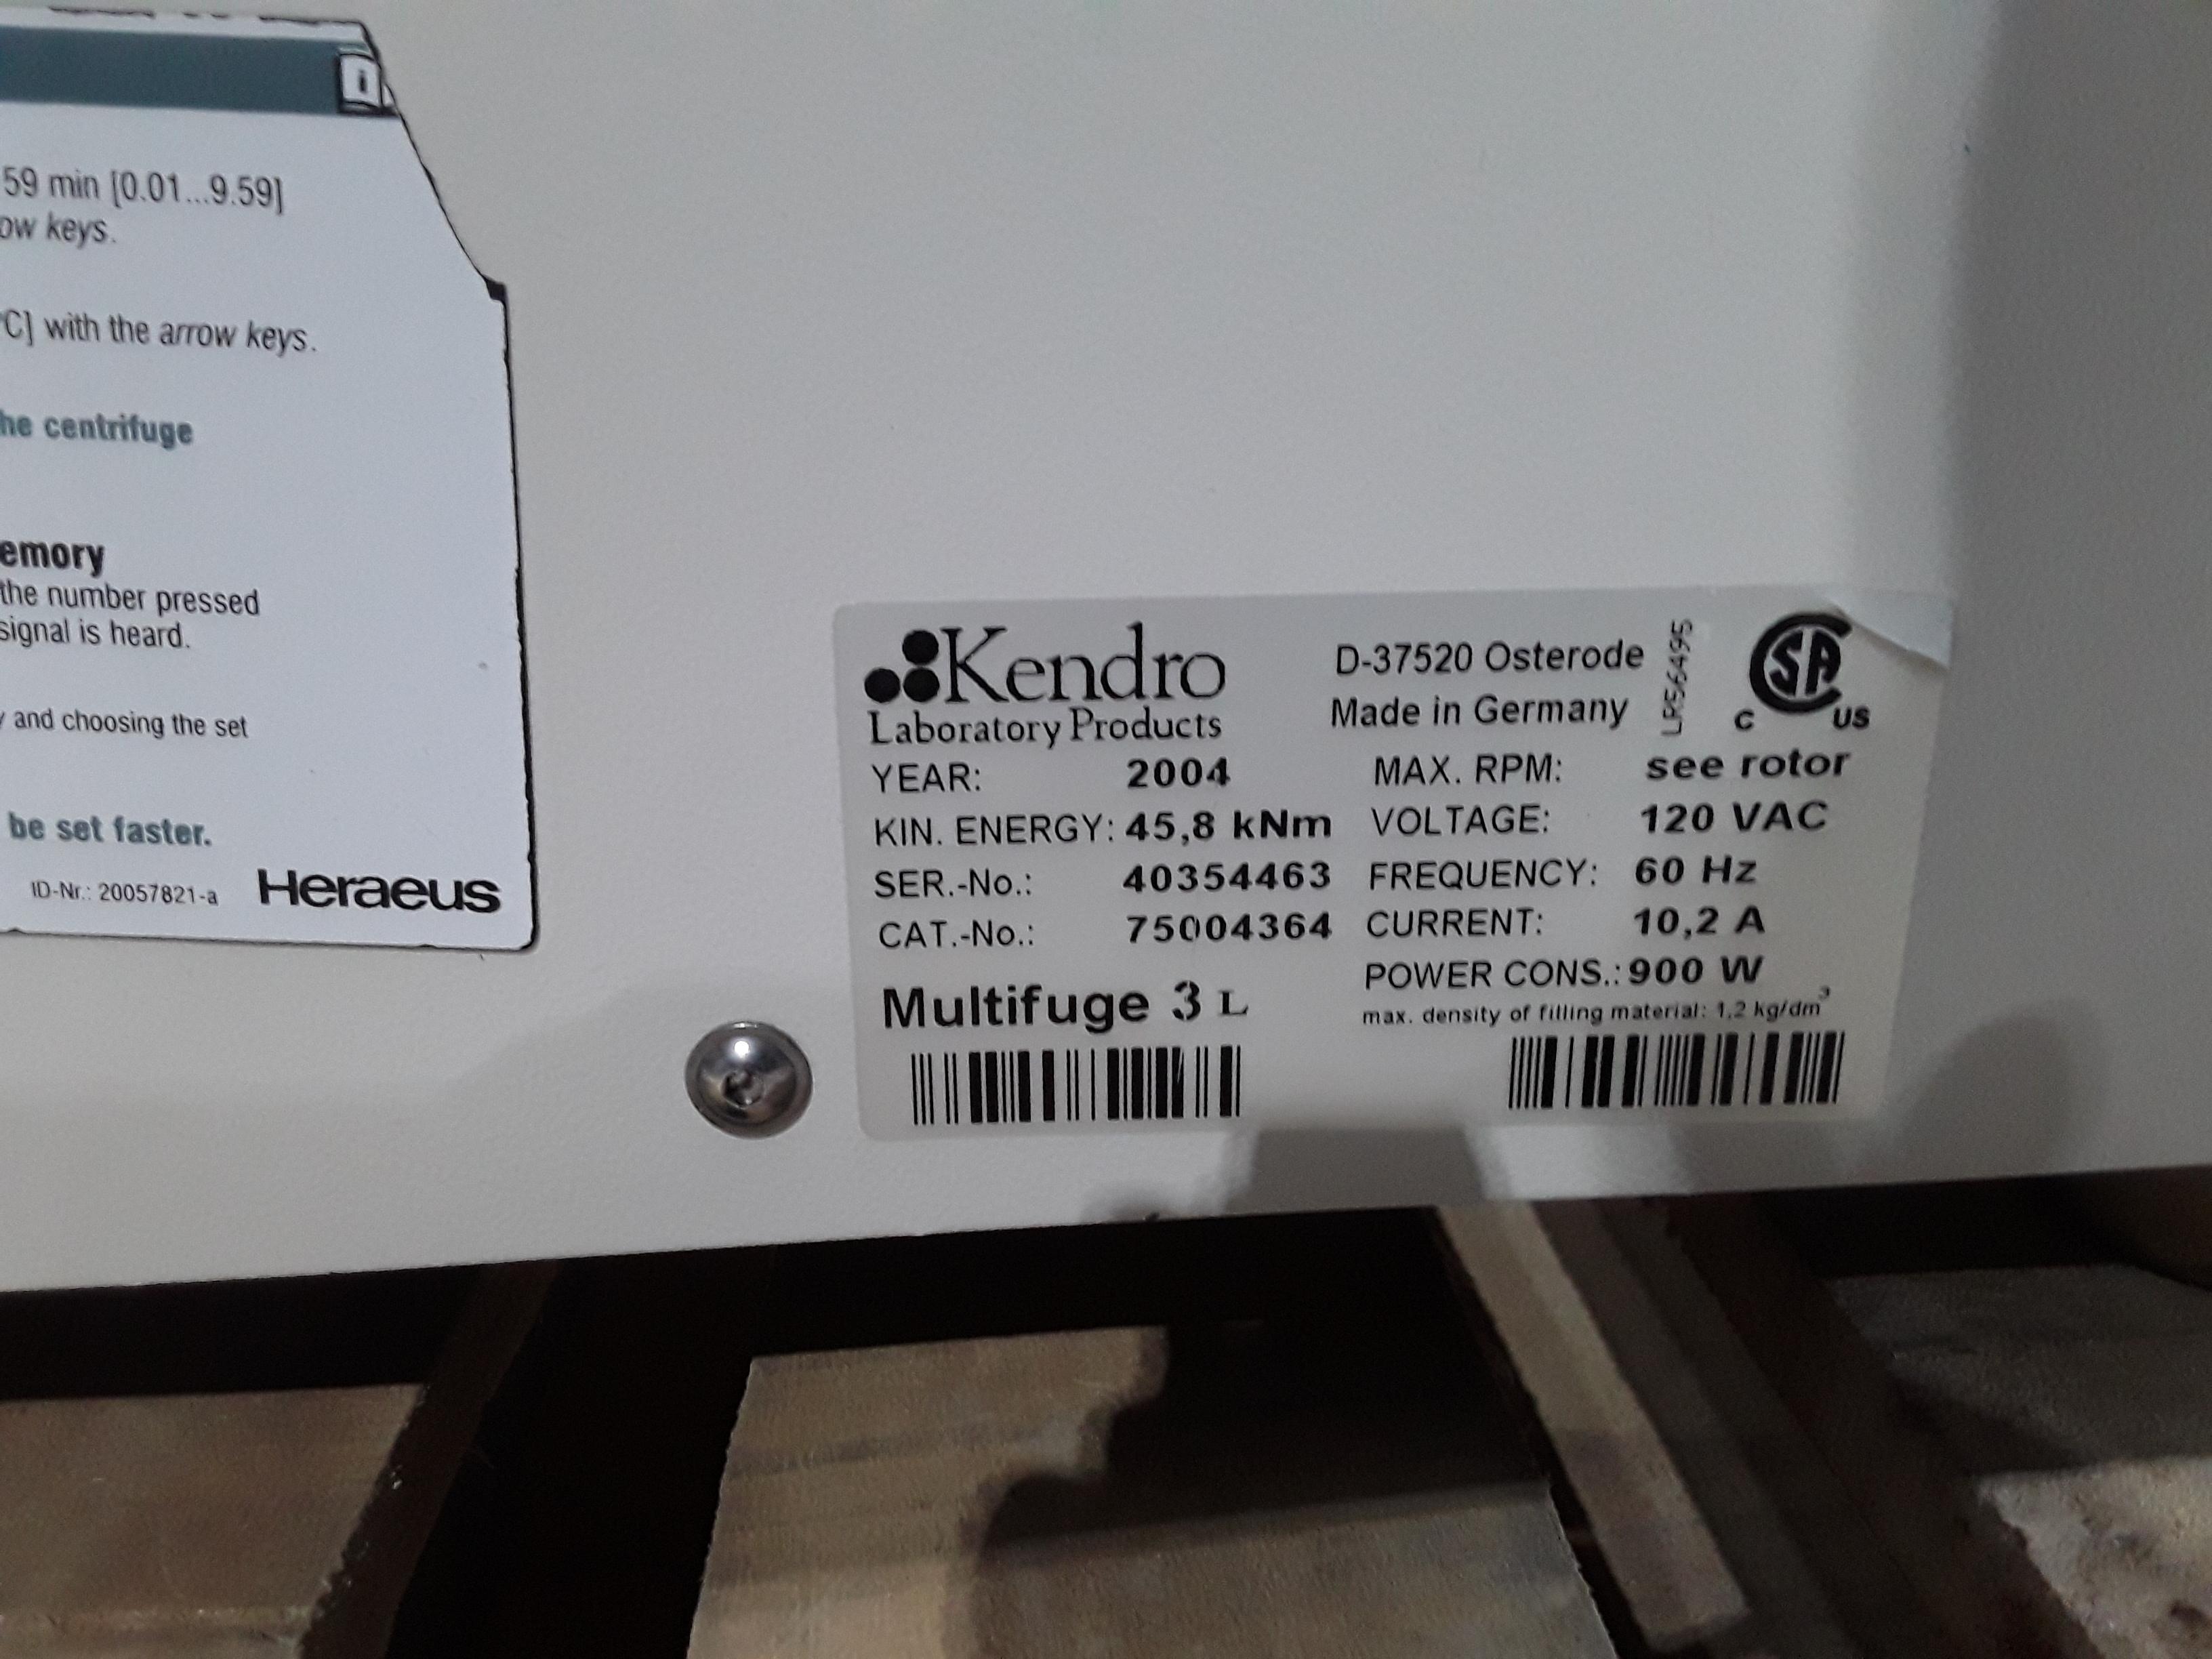 59 min [0.01...9.59]
ow keys.
°C] with the arrow keys.
he centrifuge
emory
the number pressed
signal is heard.
y and choosing the set
be set faster.
ID-Nr.: 20057821-a Heraeus
Kendro
Laboratory Products
D-37520 Osterode
Made in Germany
LR56495
CSA
C US
YEAR: 2004
KIN. ENERGY: 45,8 kNm
SER.-No.: 40354463
CAT.-No.: 75004364
Multifuge 3 L
MAX. RPM: see rotor
VOLTAGE: 120 VAC
FREQUENCY: 60 Hz
CURRENT: 10,2 A
POWER CONS.: 900 W
max. density of filling material: 1,2 kg/dm³